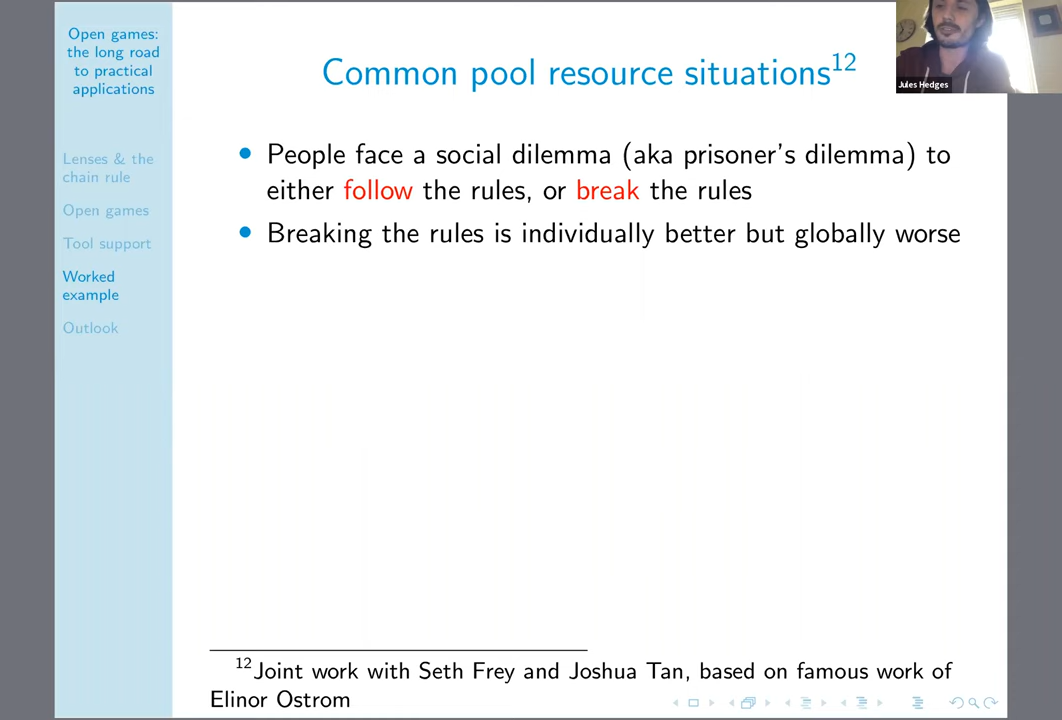 Open games:
the long road
to practical
applications
Lenses & the
chain rule
Open games
Tool support
Worked
example
Outlook
Common pool resource situations12
Jules Hedges
• People face a social dilemma (aka prisoner's dilemma) to
either follow the rules, or break the rules
• Breaking the rules is individually better but globally worse
12Joint work with Seth Frey and Joshua Tan, based on famous work of
Elinor Ostrom